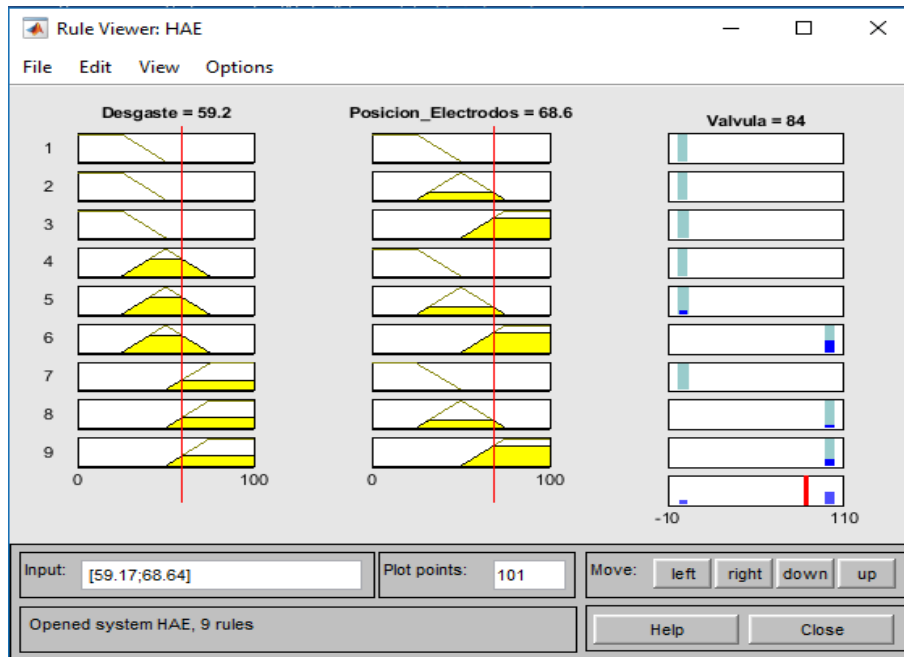 Rule Viewer: HAE
File Edit View Options
Desgaste = 59.2 Posicion_Electrodos = 68.6 Valvula = 84
1
2
3
4
5
6
7
8
9
0 100 0 100
-10 110
Input: [59.17;68.64] Plot points: 101 Move: left right down up
Opened system HAE, 9 rules Help Close